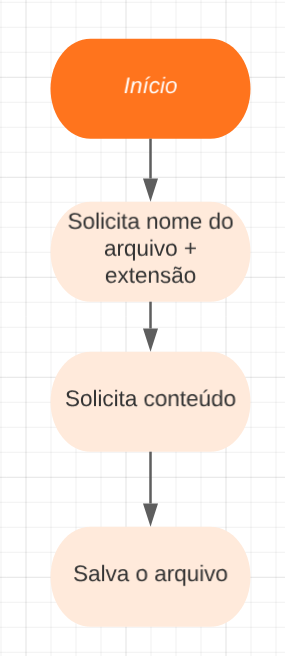 Início
Solicita nome do
arquivo +
extensão
Solicita conteúdo
Salva o arquivo